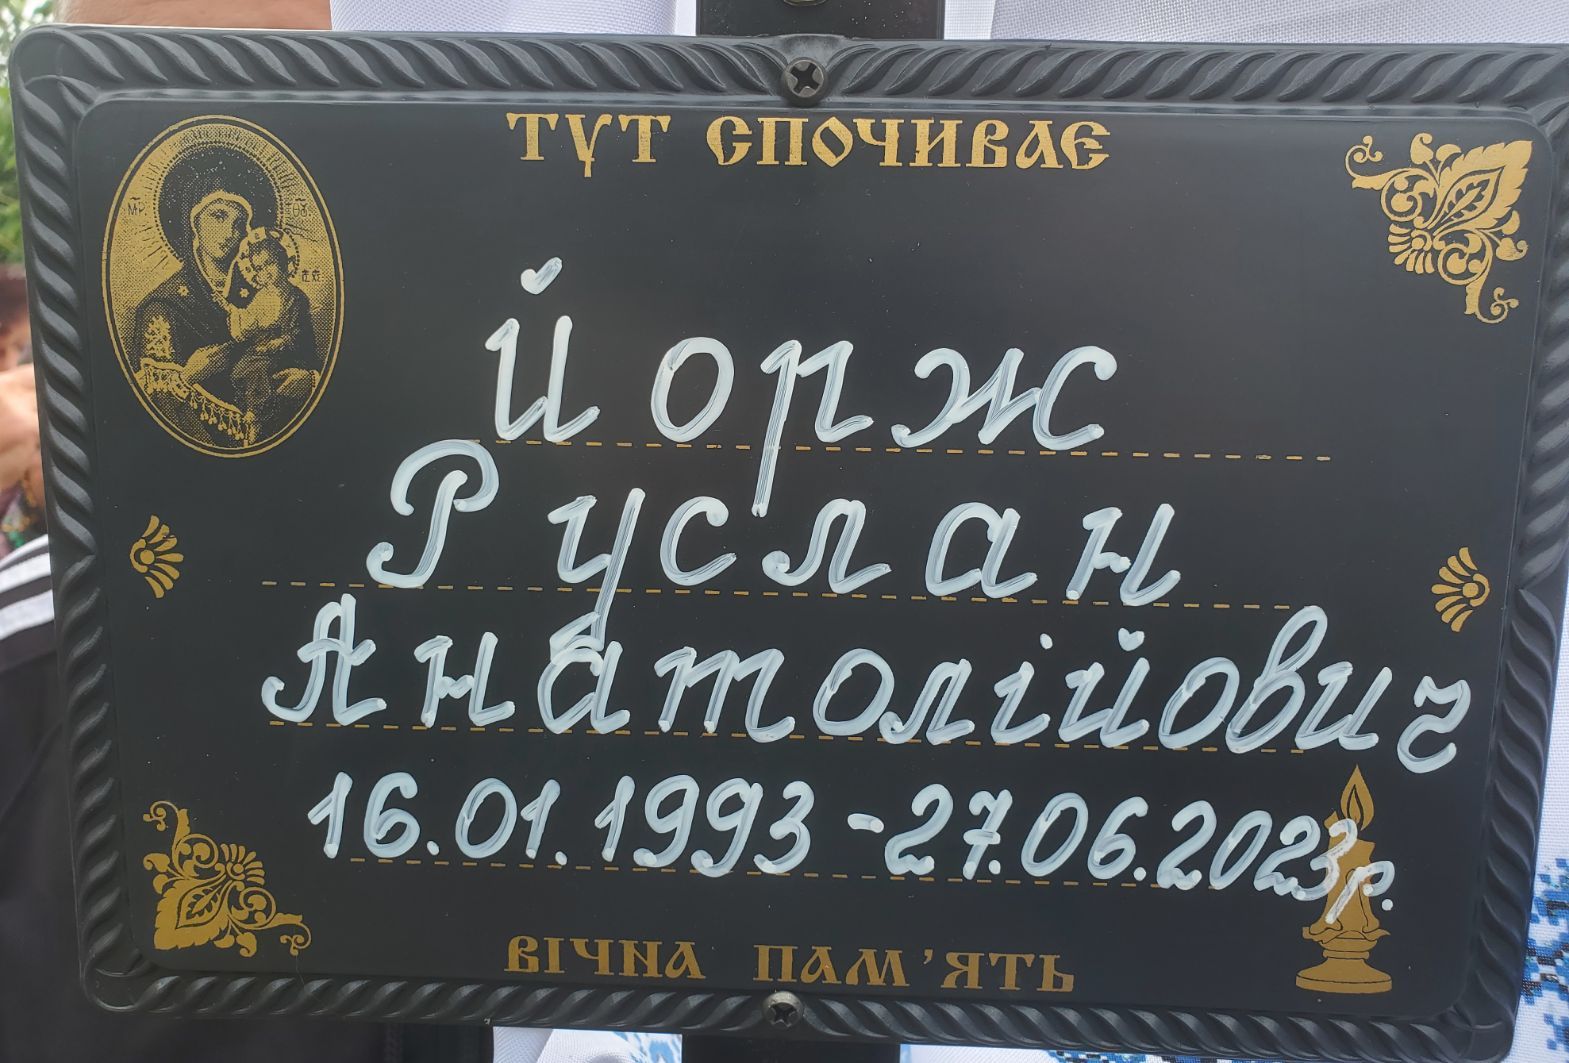 ТУТ СПОЧИВАЄ
Йорж
Руслан
Анатолійович
16.01.1993-27.06.2023р.
ВІЧНА ПАМ'ЯТЬ